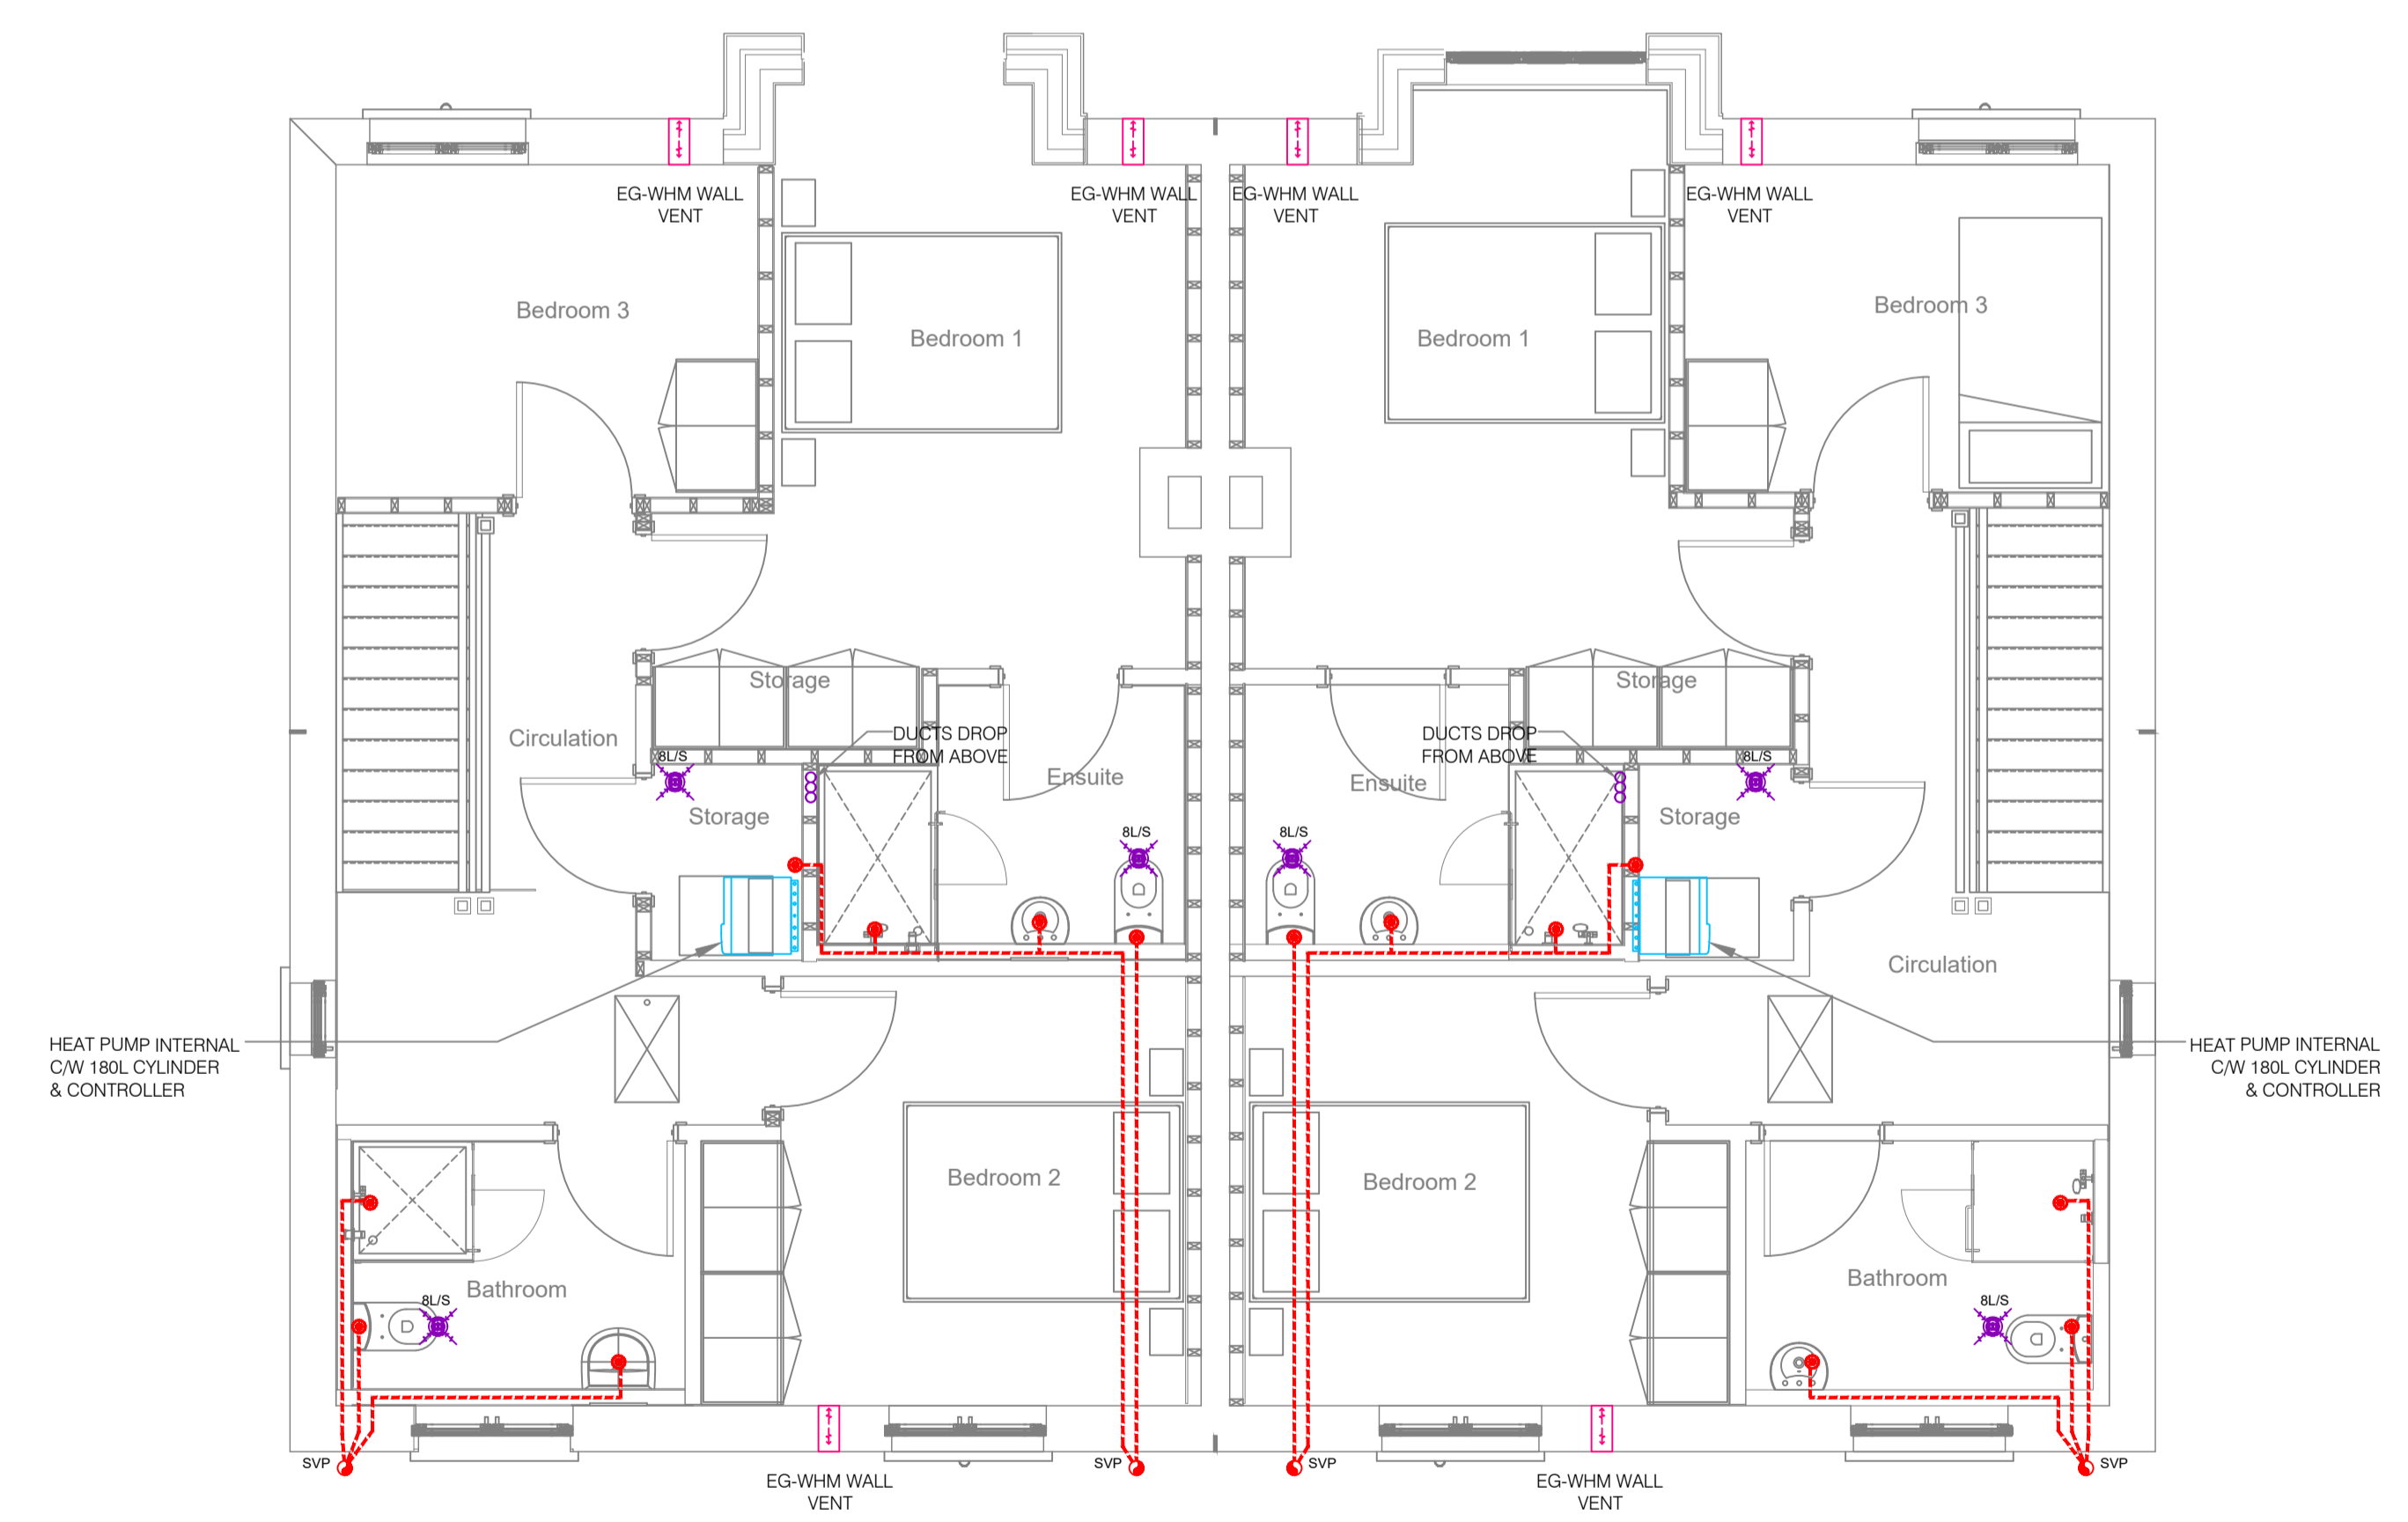 EG-WHM WALL
VENT
EG-WHM WALL
VENT
EG-WHM WALL
VENT
EG-WHM WALL
VENT
Bedroom 3
Bedroom 1
Bedroom 1
Bedroom 3
Storage
Storage
Circulation
DUCTS DROP
FROM ABOVE
DUCTS DROP
FROM ABOVE
8L/S
8L/S
Ensuite
Ensuite
Storage
Storage
8L/S
8L/S
Circulation
HEAT PUMP INTERNAL
C/W 180L CYLINDER
& CONTROLLER
HEAT PUMP INTERNAL
C/W 180L CYLINDER
& CONTROLLER
Bedroom 2
Bedroom 2
Bathroom
Bathroom
8L/S
8L/S
SVP
SVP
SVP
SVP
EG-WHM WALL
VENT
EG-WHM WALL
VENT